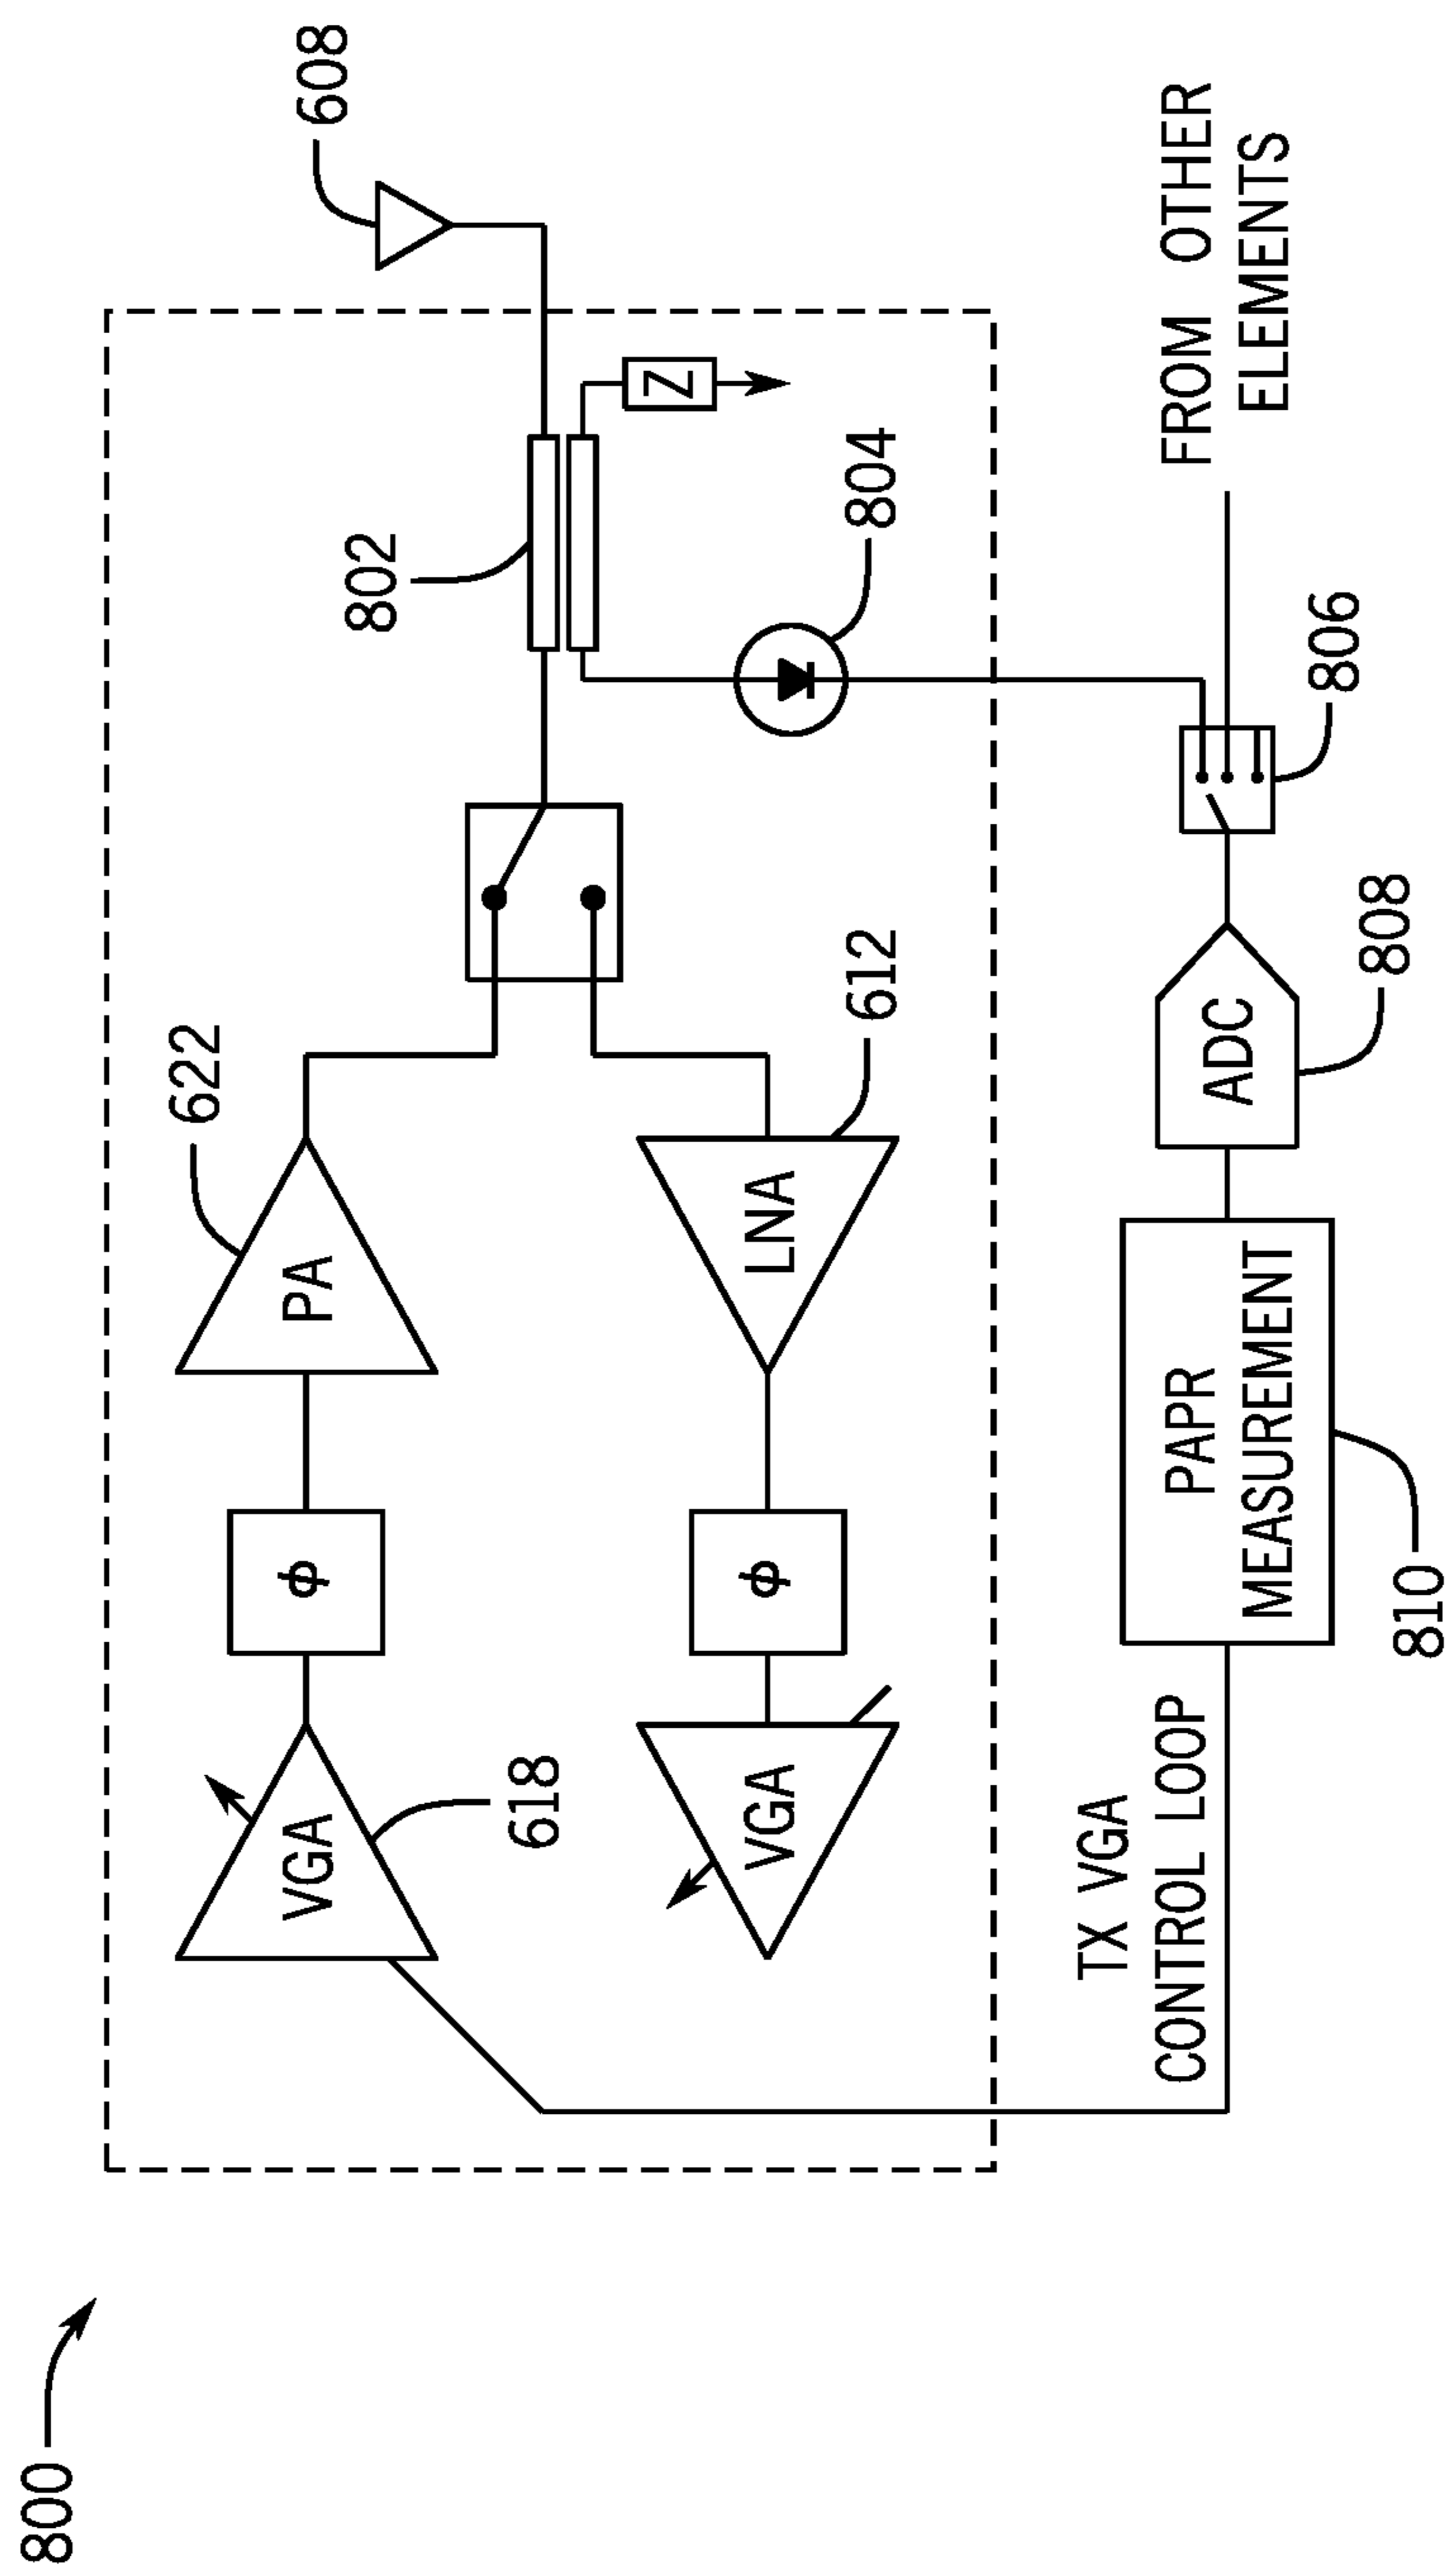 800
608
802
Z
804
622
PA
612
LNA
ϕ
ϕ
VGA
618
VGA
FROM OTHER
ELEMENTS
806
ADC
808
PAPR
MEASUREMENT
810
TX VGA
CONTROL LOOP